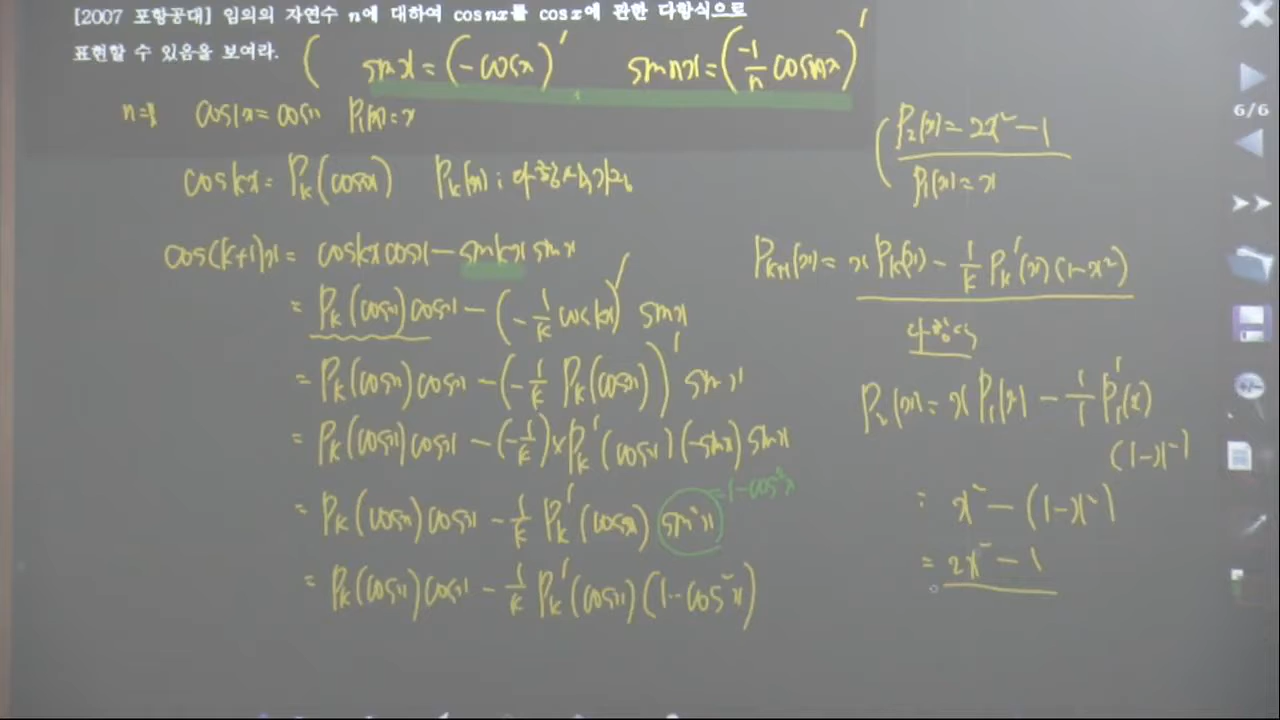 [2007 포항공대] 임의의 자연수 n에 대하여 cos nx를 cos x에 관한 다항식으로
표현할 수 있음을 보여라.
( sin x = (-cos x)' sin nx = (-1/n cos nx)'
n=1 cos 1x = cos x P₁(x) = x
cos kx = P_k(cos x) P_k(x) : 다항식
cos(k+1)x = cos kx cos x - sin kx sin x
= P_k(cos x) cos x - (-1/k cos kx)' sin x
= P_k(cos x) cos x - (-1/k P_k(cos x))' sin x
= P_k(cos x) cos x - (-1/k) × P_k'(cos x)(-sin x) sin x
= P_k(cos x) cos x - 1/k P_k'(cos x) sin²x = 1-cos²x
= P_k(cos x) cos x - 1/k P_k'(cos x)(1-cos²x)
( P₂(x) = 2x² - 1
P₁(x) = x
P_{k+1}(x) = x P_k(x) - 1/k P_k'(x)(1-x²)
다항식
P₂(x) = x P₁(x) - 1/1 P₁'(x)
(1-x²)
= x² - (1-x²)
= 2x² - 1
6/6